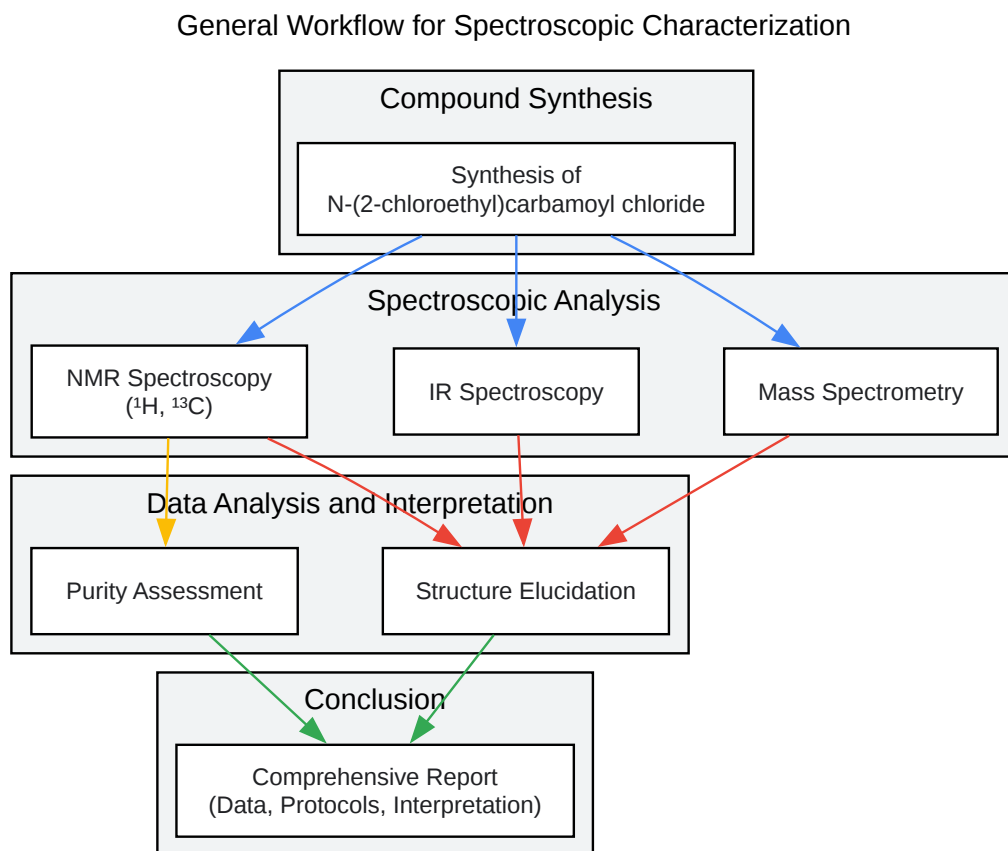 General Workflow for Spectroscopic Characterization
Compound Synthesis
Synthesis of
N-(2-chloroethyl)carbamoyl chloride
Spectroscopic Analysis
NMR Spectroscopy
(¹H, ¹³C)
IR Spectroscopy
Mass Spectrometry
Data Analysis and Interpretation
Purity Assessment
Structure Elucidation
Conclusion
Comprehensive Report
(Data, Protocols, Interpretation)